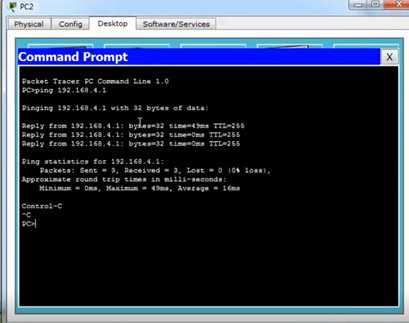 PC2
Physical Config Desktop Software/Services
Command Prompt X
Packet Tracer PC Command Line 1.0
PC>ping 192.168.4.1
Pinging 192.168.4.1 with 32 bytes of data:
Reply from 192.168.4.1: bytes=32 time=49ms TTL=255
Reply from 192.168.4.1: bytes=32 time=0ms TTL=255
Reply from 192.168.4.1: bytes=32 time=0ms TTL=255
Ping statistics for 192.168.4.1:
Packets: Sent = 3, Received = 3, Lost = 0 (0% loss),
Approximate round trip times in milli-seconds:
Minimum = 0ms, Maximum = 49ms, Average = 16ms
Control-C
^C
PC>